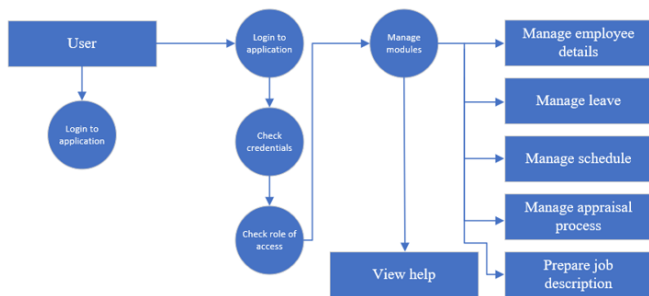 User
Login to
application
Login to
application
Check
credentials
Check role of
access
Manage
modules
View help
Manage employee
details
Manage leave
Manage schedule
Manage appraisal
process
Prepare job
description